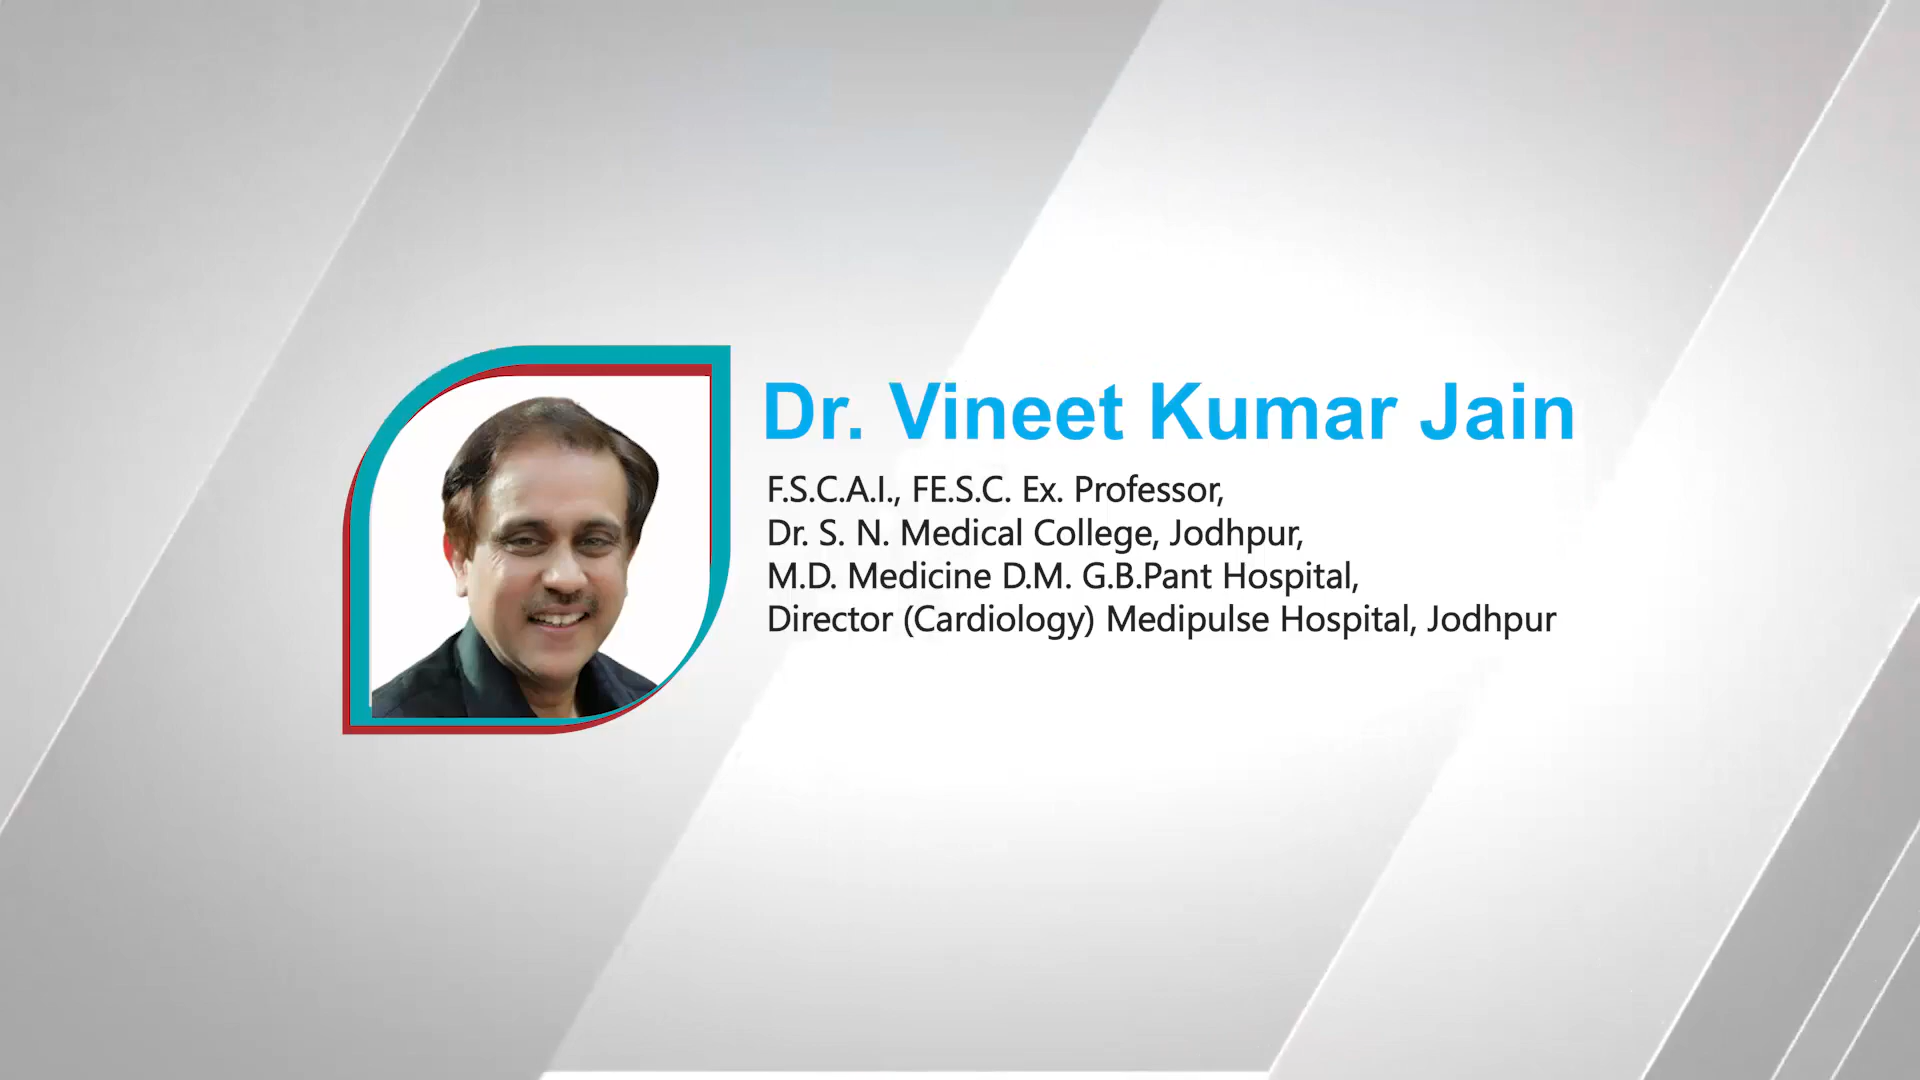 Dr. Vineet Kumar Jain
F.S.C.A.I., FE.S.C. Ex. Professor,
Dr. S. N. Medical College, Jodhpur,
M.D. Medicine D.M. G.B.Pant Hospital,
Director (Cardiology) Medipulse Hospital, Jodhpur